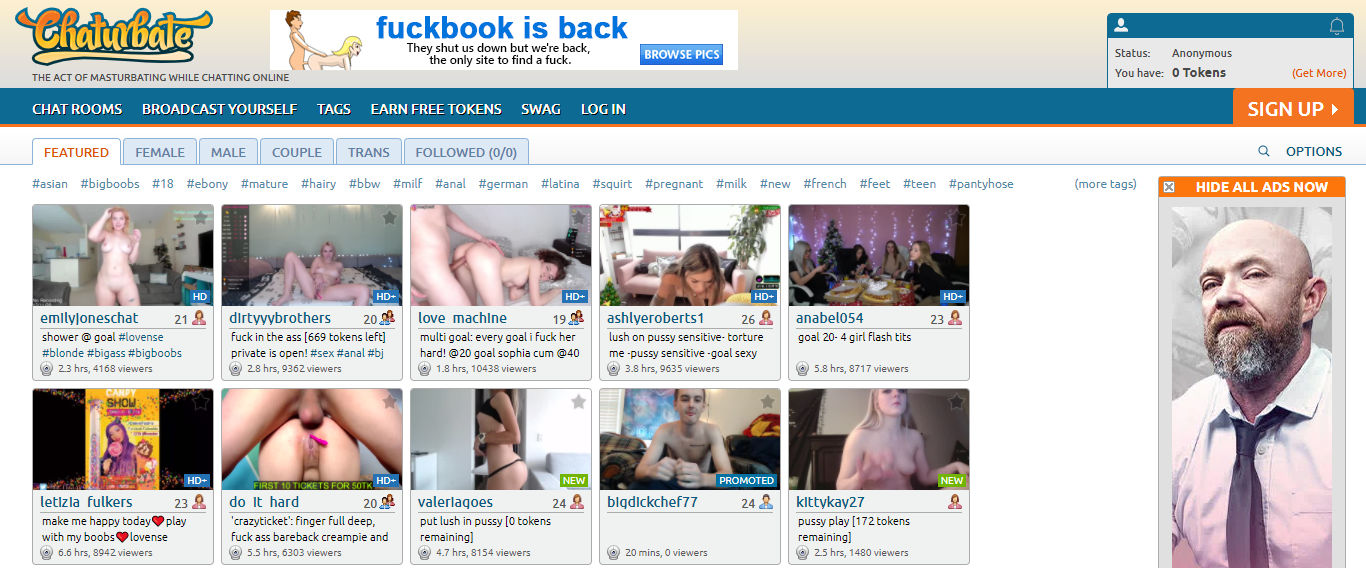 Chaturbate
THE ACT OF MASTURBATING WHILE CHATTING ONLINE
fuckbook is back
They shut us down but we're back,
the only site to find a fuck.
BROWSE PICS
Status: Anonymous
You have: 0 Tokens (Get More)
CHAT ROOMS BROADCAST YOURSELF TAGS EARN FREE TOKENS SWAG LOG IN SIGN UP
FEATURED FEMALE MALE COUPLE TRANS FOLLOWED (0/0) OPTIONS
#asian #bigboobs #18 #ebony #mature #hairy #bbw #milf #anal #german #latina #squirt #pregnant #milk #new #french #feet #teen #pantyhose (more tags)
HIDE ALL ADS NOW
No Recording
HD HD+ HD+ HD+ HD+
emilyjoneschat 21
shower @ goal #lovense
#blonde #bigass #bigboobs
2.3 hrs, 4168 viewers
dirtyyybrothers 20
fuck in the ass [669 tokens left]
private is open! #sex #anal #bj
2.8 hrs, 9362 viewers
love_machine 19
multi goal: every goal i fuck her
hard! @20 goal sophia cum @40
1.8 hrs, 10438 viewers
ashlyeroberts1 26
lush on pussy sensitive- torture
me -pussy sensitive -goal sexy
3.8 hrs, 9635 viewers
anabel054 23
goal 20- 4 girl flash tits
5.8 hrs, 8717 viewers
CANDY
SHOW
HD+
letizia_fulkers 23
make me happy today❤play
with my boobs❤lovense
6.6 hrs, 8942 viewers
FIRST 10 TICKETS FOR 50TK
HD+
do_it_hard 20
'crazyticket': finger full deep,
fuck ass bareback creampie and
5.5 hrs, 6303 viewers
NEW
valeriagoes 24
put lush in pussy [0 tokens
remaining]
4.7 hrs, 8154 viewers
PROMOTED
bigdickchef77 24
20 mins, 0 viewers
NEW
kittykay27
pussy play [172 tokens
remaining]
2.5 hrs, 1480 viewers